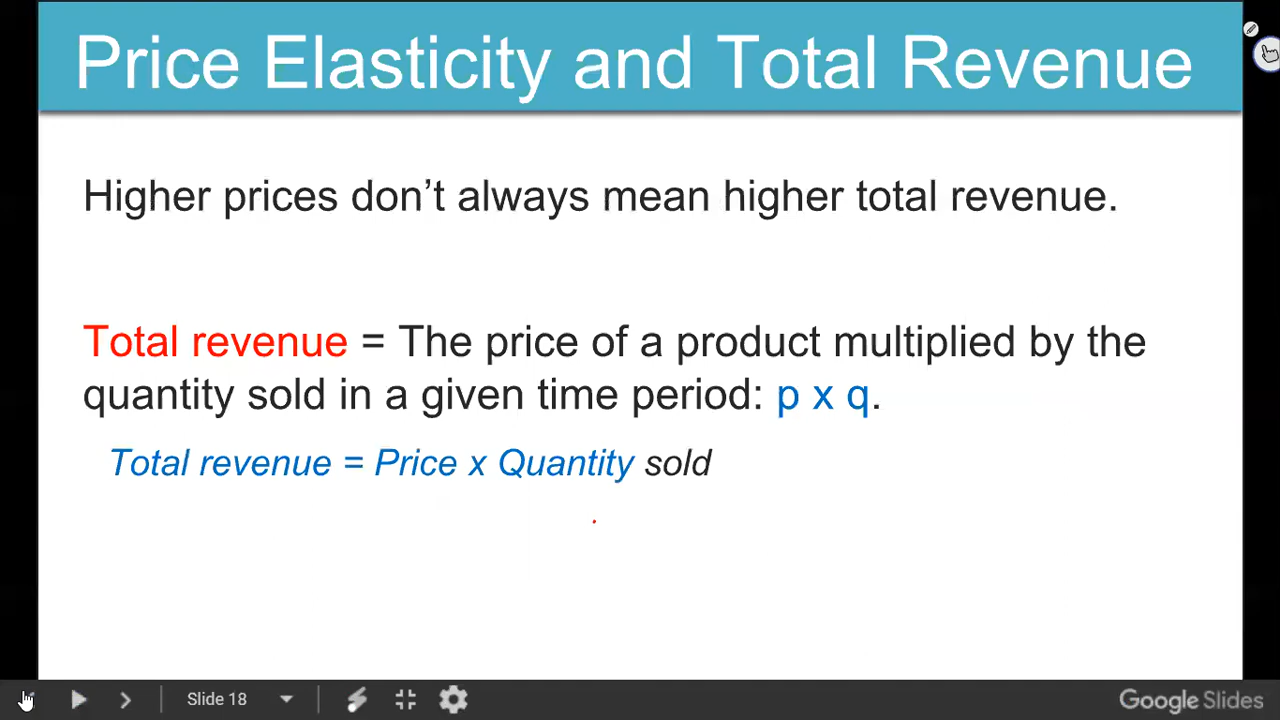 Price Elasticity and Total Revenue
Higher prices don’t always mean higher total revenue.
Total revenue = The price of a product multiplied by the
quantity sold in a given time period: p x q.
Total revenue = Price x Quantity sold
Slide 18
Google Slides